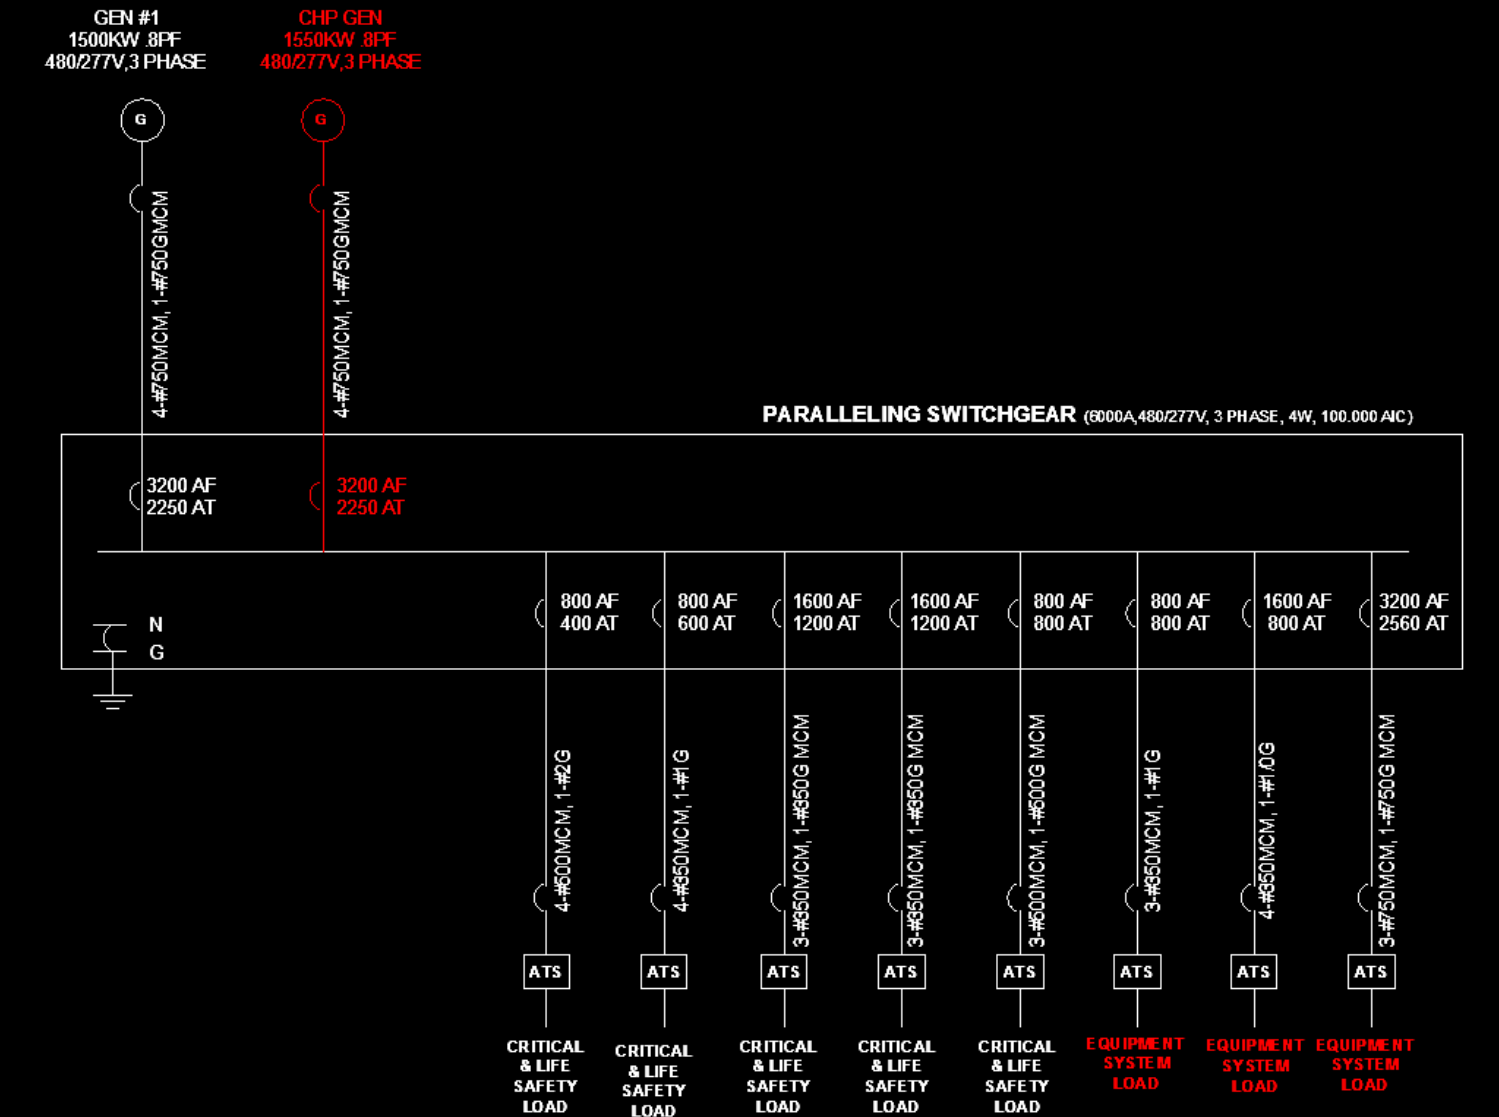 GEN #1
1500KW .8PF
480/277V,3 PHASE
CHP GEN
1550KW .8PF
480/277V,3 PHASE
G
G
4-#750MCM, 1-#750GMCM
4-#750MCM, 1-#750GMCM
PARALLELING SWITCHGEAR (6000A,480/277V, 3 PHASE, 4W, 100.000 AIC)
3200 AF
2250 AT
3200 AF
2250 AT
800 AF
400 AT
800 AF
600 AT
1600 AF
1200 AT
1600 AF
1200 AT
800 AF
800 AT
800 AF
800 AT
1600 AF
800 AT
3200 AF
2560 AT
N
G
4-#500MCM, 1-#2G
4-#350MCM, 1-#1G
3-#350MCM, 1-#350G MCM
3-#350MCM, 1-#350G MCM
3-#500MCM, 1-#500G MCM
3-#350MCM, 1-#1G
4-#350MCM, 1-#1/0G
3-#750MCM, 1-#750G MCM
ATS
ATS
ATS
ATS
ATS
ATS
ATS
ATS
CRITICAL
& LIFE
SAFETY
LOAD
CRITICAL
& LIFE
SAFETY
LOAD
CRITICAL
& LIFE
SAFETY
LOAD
CRITICAL
& LIFE
SAFETY
LOAD
CRITICAL
& LIFE
SAFETY
LOAD
EQUIPMENT
SYSTEM
LOAD
EQUIPMENT
SYSTEM
LOAD
EQUIPMENT
SYSTEM
LOAD